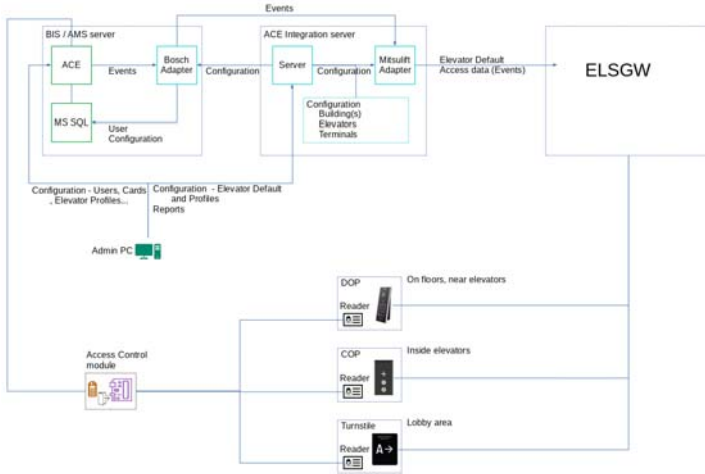 Events
BIS / AMS server
ACE Integration server
ACE
Events
Bosch
Adapter
Configuration
Server
Configuration
Mitsulift
Adapter
Elevator Default
Access data (Events)
ELSGW
MS SQL
User
Configuration
Configuration
Building(s)
Elevators
Terminals
Configuration - Users, Cards
, Elevator Profiles...
Configuration - Elevator Default
and Profiles
Reports
Admin PC
DOP
On floors, near elevators
Reader
Access Control
module
COP
Inside elevators
Reader
Turnstile
Lobby area
Reader
A→